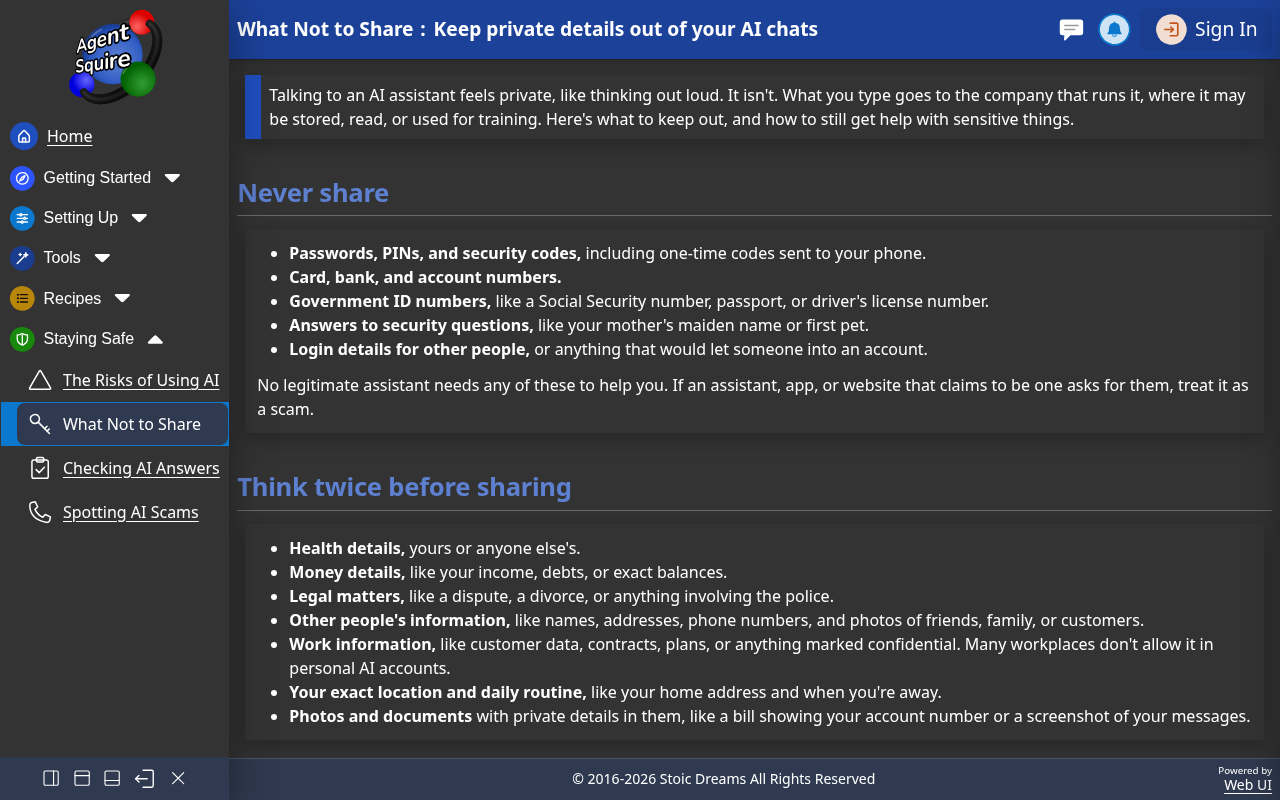 Agent
Squire
Home
Getting Started
Setting Up
Tools
Recipes
Staying Safe
The Risks of Using AI
What Not to Share
Checking AI Answers
Spotting AI Scams
What Not to Share : Keep private details out of your AI chats
Sign In
Talking to an AI assistant feels private, like thinking out loud. It isn't. What you type goes to the company that runs it, where it may
be stored, read, or used for training. Here's what to keep out, and how to still get help with sensitive things.
Never share
Passwords, PINs, and security codes, including one-time codes sent to your phone.
Card, bank, and account numbers.
Government ID numbers, like a Social Security number, passport, or driver's license number.
Answers to security questions, like your mother's maiden name or first pet.
Login details for other people, or anything that would let someone into an account.
No legitimate assistant needs any of these to help you. If an assistant, app, or website that claims to be one asks for them, treat it as
a scam.
Think twice before sharing
Health details, yours or anyone else's.
Money details, like your income, debts, or exact balances.
Legal matters, like a dispute, a divorce, or anything involving the police.
Other people's information, like names, addresses, phone numbers, and photos of friends, family, or customers.
Work information, like customer data, contracts, plans, or anything marked confidential. Many workplaces don't allow it in
personal AI accounts.
Your exact location and daily routine, like your home address and when you're away.
Photos and documents with private details in them, like a bill showing your account number or a screenshot of your messages.
© 2016-2026 Stoic Dreams All Rights Reserved
Powered by
Web UI